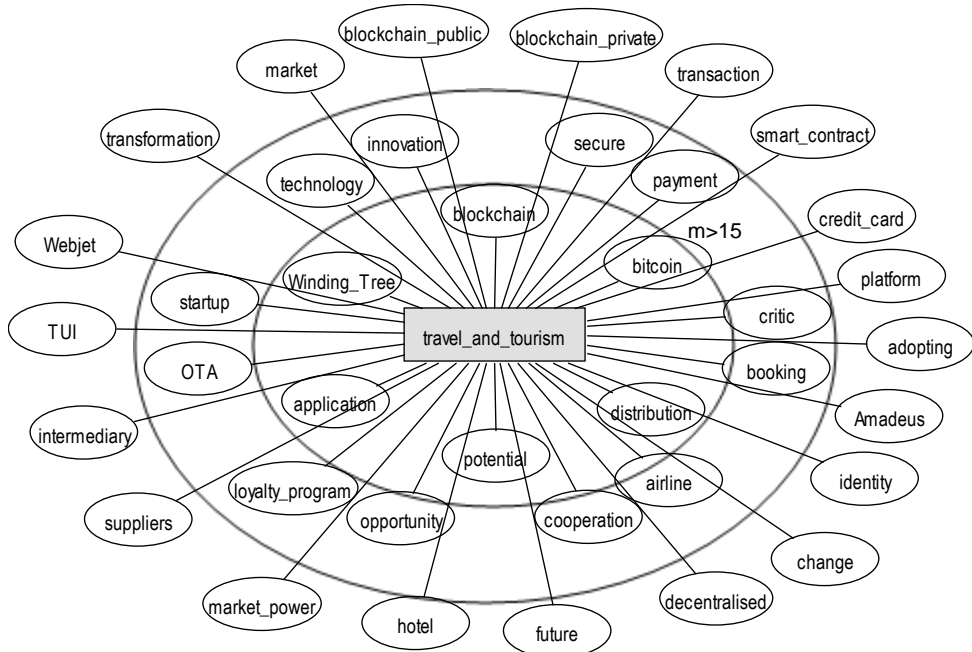 blockchain_public
blockchain_private
market
transaction
transformation
innovation
secure
smart_contract
technology
payment
blockchain
credit_card
m>15
Webjet
bitcoin
Winding_Tree
platform
startup
critic
TUI
travel_and_tourism
adopting
OTA
booking
application
distribution
Amadeus
intermediary
potential
airline
identity
loyalty_program
suppliers
opportunity
cooperation
change
market_power
decentralised
hotel
future